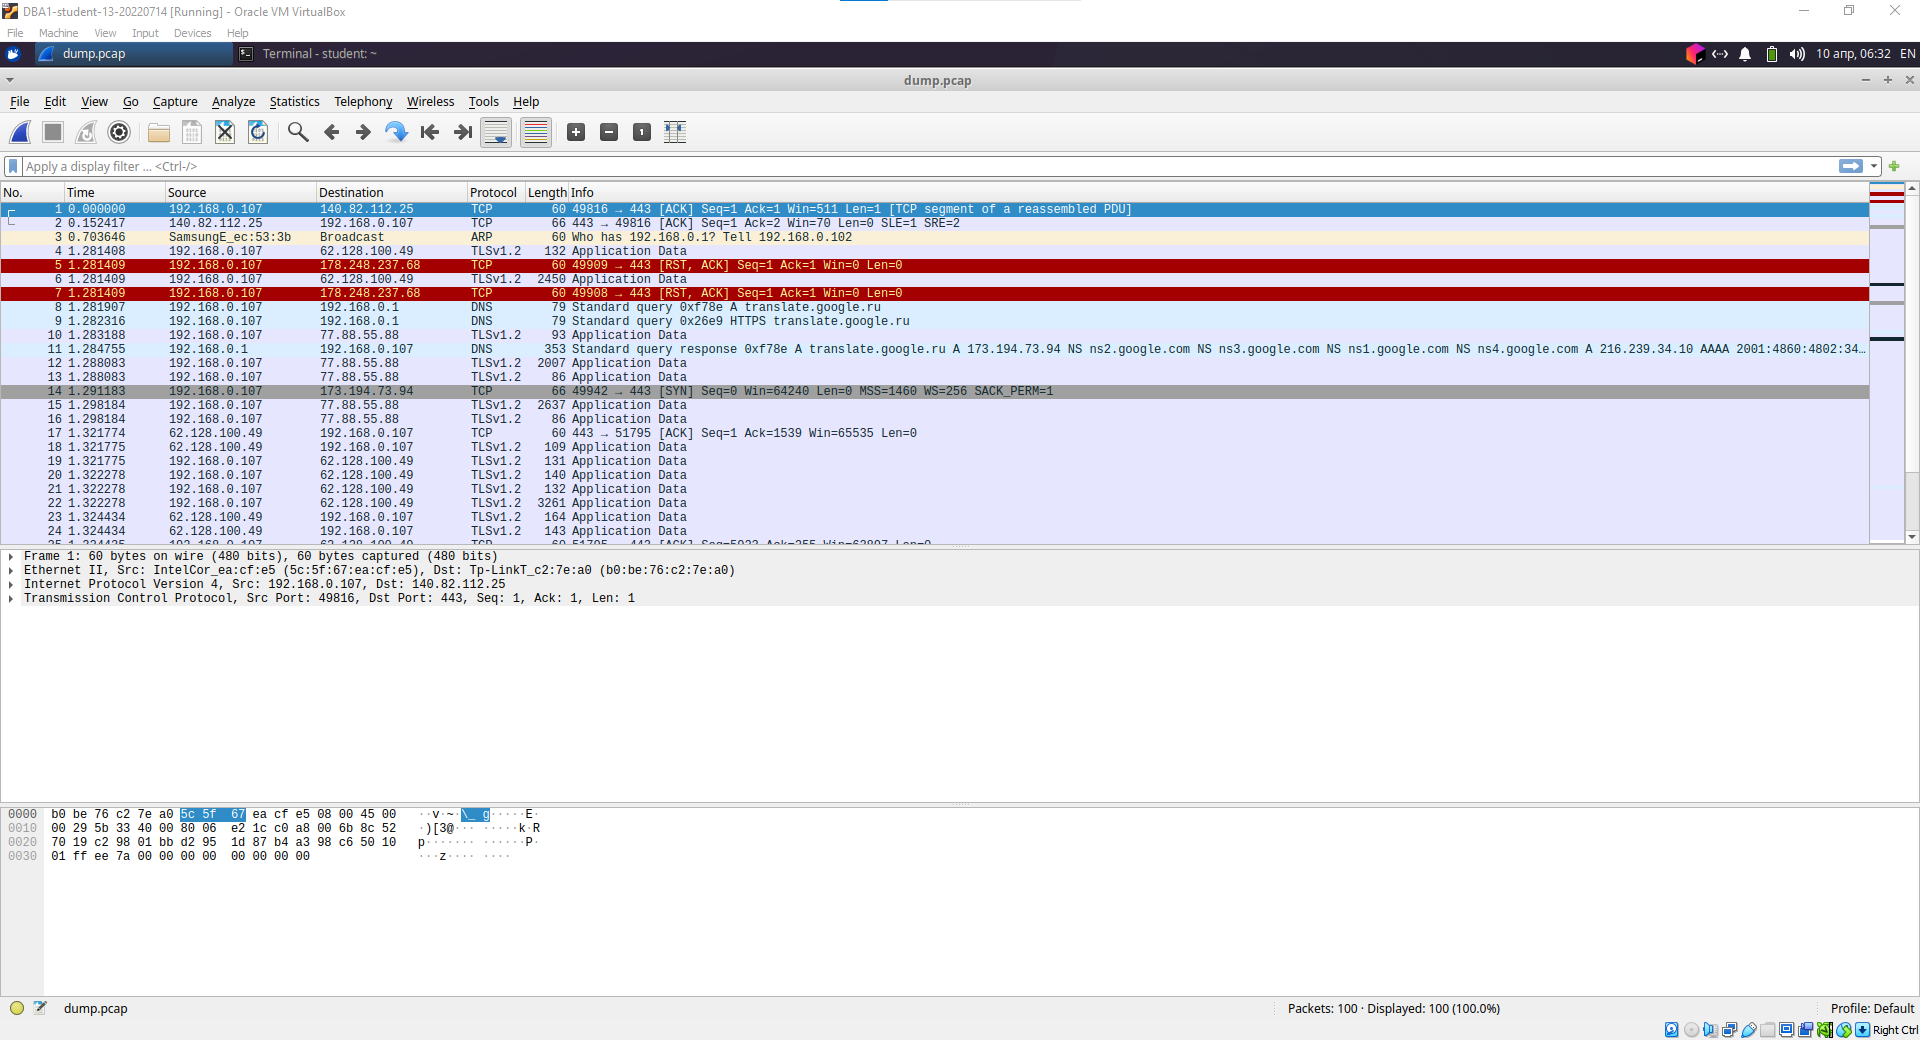 DBA1-student-13-20220714 [Running] - Oracle VM VirtualBox
File Machine View Input Devices Help
dump.pcap Terminal - student: ~ 10 апр, 06:32 EN
dump.pcap
File Edit View Go Capture Analyze Statistics Telephony Wireless Tools Help
Apply a display filter ... <Ctrl-/>
No. Time Source Destination Protocol Length Info
1 0.000000 192.168.0.107 140.82.112.25 TCP 60 49816 → 443 [ACK] Seq=1 Ack=1 Win=511 Len=1 [TCP segment of a reassembled PDU]
2 0.152417 140.82.112.25 192.168.0.107 TCP 66 443 → 49816 [ACK] Seq=1 Ack=2 Win=70 Len=0 SLE=1 SRE=2
3 0.703646 SamsungE_ec:53:3b Broadcast ARP 60 Who has 192.168.0.1? Tell 192.168.0.102
4 1.281408 192.168.0.107 62.128.100.49 TLSv1.2 132 Application Data
5 1.281409 192.168.0.107 178.248.237.68 TCP 60 49909 → 443 [RST, ACK] Seq=1 Ack=1 Win=0 Len=0
6 1.281409 192.168.0.107 62.128.100.49 TLSv1.2 2450 Application Data
7 1.281409 192.168.0.107 178.248.237.68 TCP 60 49908 → 443 [RST, ACK] Seq=1 Ack=1 Win=0 Len=0
8 1.281907 192.168.0.107 192.168.0.1 DNS 79 Standard query 0xf78e A translate.google.ru
9 1.282316 192.168.0.107 192.168.0.1 DNS 79 Standard query 0x26e9 HTTPS translate.google.ru
10 1.283188 192.168.0.107 77.88.55.88 TLSv1.2 93 Application Data
11 1.284755 192.168.0.1 192.168.0.107 DNS 353 Standard query response 0xf78e A translate.google.ru A 173.194.73.94 NS ns2.google.com NS ns3.google.com NS ns1.google.com NS ns4.google.com A 216.239.34.10 AAAA 2001:4860:4802:34…
12 1.288083 192.168.0.107 77.88.55.88 TLSv1.2 2007 Application Data
13 1.288083 192.168.0.107 77.88.55.88 TLSv1.2 86 Application Data
14 1.291183 192.168.0.107 173.194.73.94 TCP 66 49942 → 443 [SYN] Seq=0 Win=64240 Len=0 MSS=1460 WS=256 SACK_PERM=1
15 1.298184 192.168.0.107 77.88.55.88 TLSv1.2 2637 Application Data
16 1.298184 192.168.0.107 77.88.55.88 TLSv1.2 86 Application Data
17 1.321774 62.128.100.49 192.168.0.107 TCP 60 443 → 51795 [ACK] Seq=1 Ack=1539 Win=65535 Len=0
18 1.321775 62.128.100.49 192.168.0.107 TLSv1.2 109 Application Data
19 1.321775 192.168.0.107 62.128.100.49 TLSv1.2 131 Application Data
20 1.322278 192.168.0.107 62.128.100.49 TLSv1.2 140 Application Data
21 1.322278 192.168.0.107 62.128.100.49 TLSv1.2 132 Application Data
22 1.322278 192.168.0.107 62.128.100.49 TLSv1.2 3261 Application Data
23 1.324434 62.128.100.49 192.168.0.107 TLSv1.2 164 Application Data
24 1.324434 62.128.100.49 192.168.0.107 TLSv1.2 143 Application Data
Frame 1: 60 bytes on wire (480 bits), 60 bytes captured (480 bits)
Ethernet II, Src: IntelCor_ea:cf:e5 (5c:5f:67:ea:cf:e5), Dst: Tp-LinkT_c2:7e:a0 (b0:be:76:c2:7e:a0)
Internet Protocol Version 4, Src: 192.168.0.107, Dst: 140.82.112.25
Transmission Control Protocol, Src Port: 49816, Dst Port: 443, Seq: 1, Ack: 1, Len: 1
0000 b0 be 76 c2 7e a0 5c 5f 67 ea cf e5 08 00 45 00 ··v·~·\_ g·····E·
0010 00 29 5b 33 40 00 80 06 e2 1c c0 a8 00 6b 8c 52 ·)[3@··· ·····k·R
0020 70 19 c2 98 01 bb d2 95 1d 87 b4 a3 98 c6 50 10 p······· ······P·
0030 01 ff ee 7a 00 00 00 00 00 00 00 00 ···z···· ····
dump.pcap Packets: 100 · Displayed: 100 (100.0%) Profile: Default
Right Ctrl